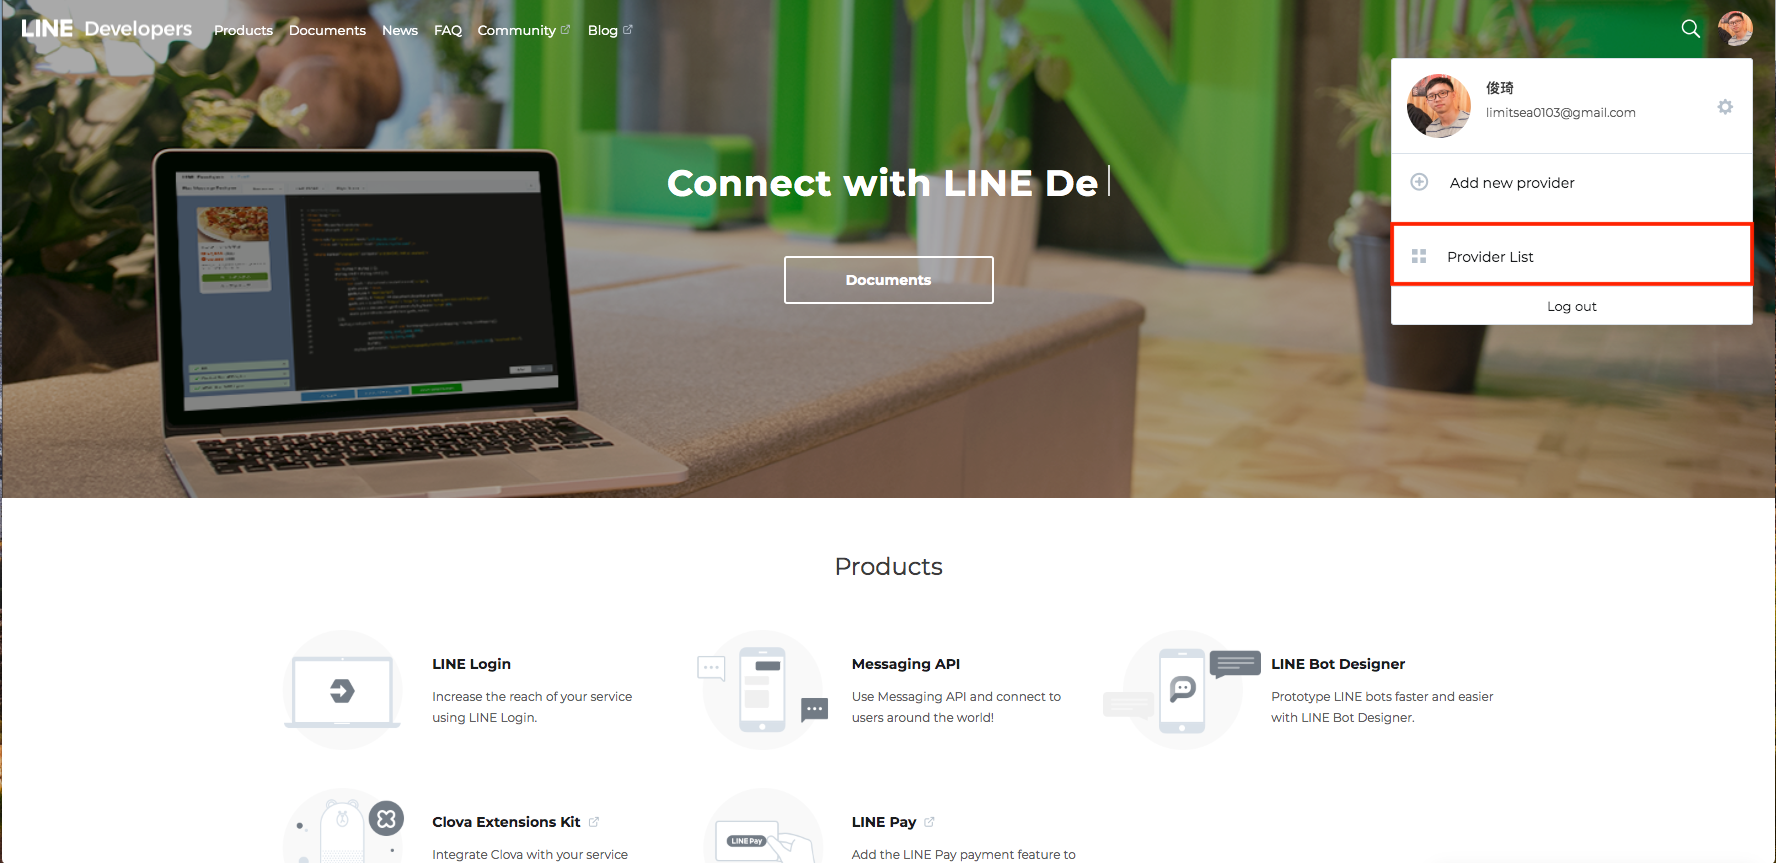 LINE Developers Products Documents News FAQ Community Blog
俊琦
limitsea0103@gmail.com
Add new provider
Provider List
Log out
Connect with LINE De
Documents
Products
LINE Login
Increase the reach of your service
using LINE Login.
Messaging API
Use Messaging API and connect to
users around the world!
LINE Bot Designer
Prototype LINE bots faster and easier
with LINE Bot Designer.
Clova Extensions Kit
Integrate Clova with your service
LINE Pay
LINE Pay
Add the LINE Pay payment feature to